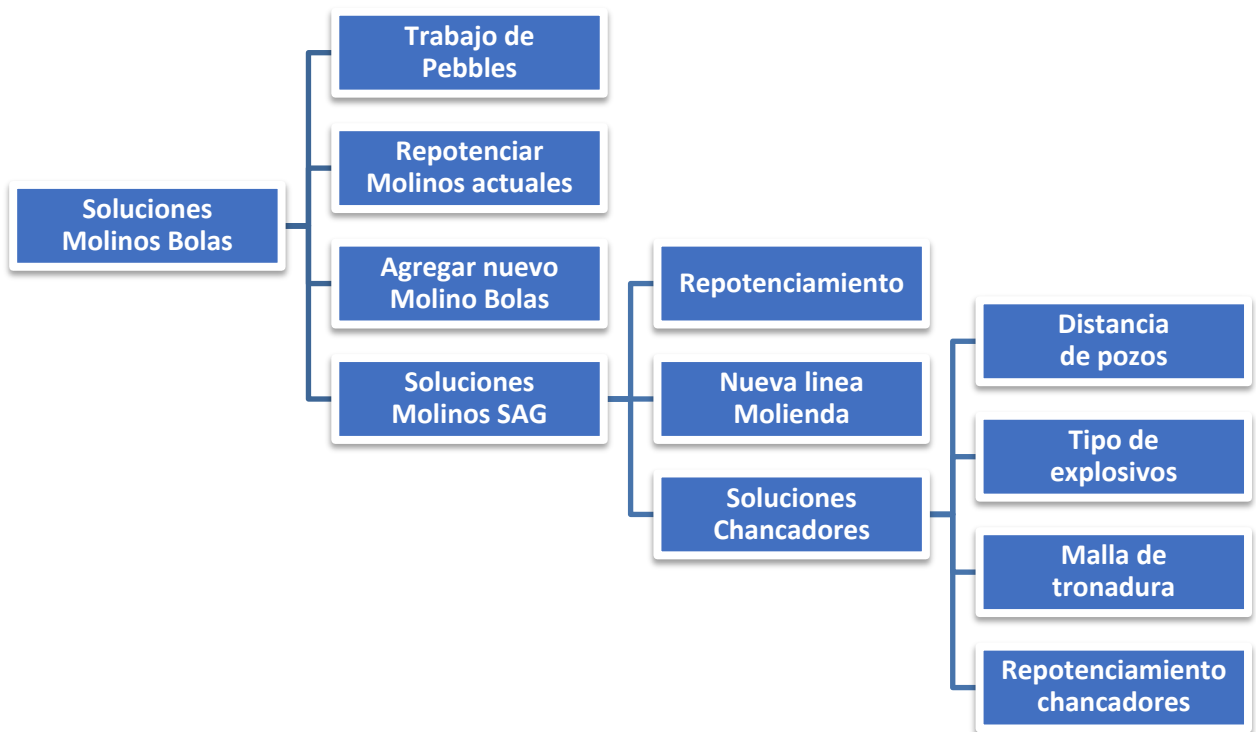 Soluciones
Molinos Bolas
Trabajo de
Pebbles
Repotenciar
Molinos actuales
Agregar nuevo
Molino Bolas
Soluciones
Molinos SAG
Repotenciamiento
Nueva linea
Molienda
Soluciones
Chancadores
Distancia
de pozos
Tipo de
explosivos
Malla de
tronadura
Repotenciamiento
chancadores